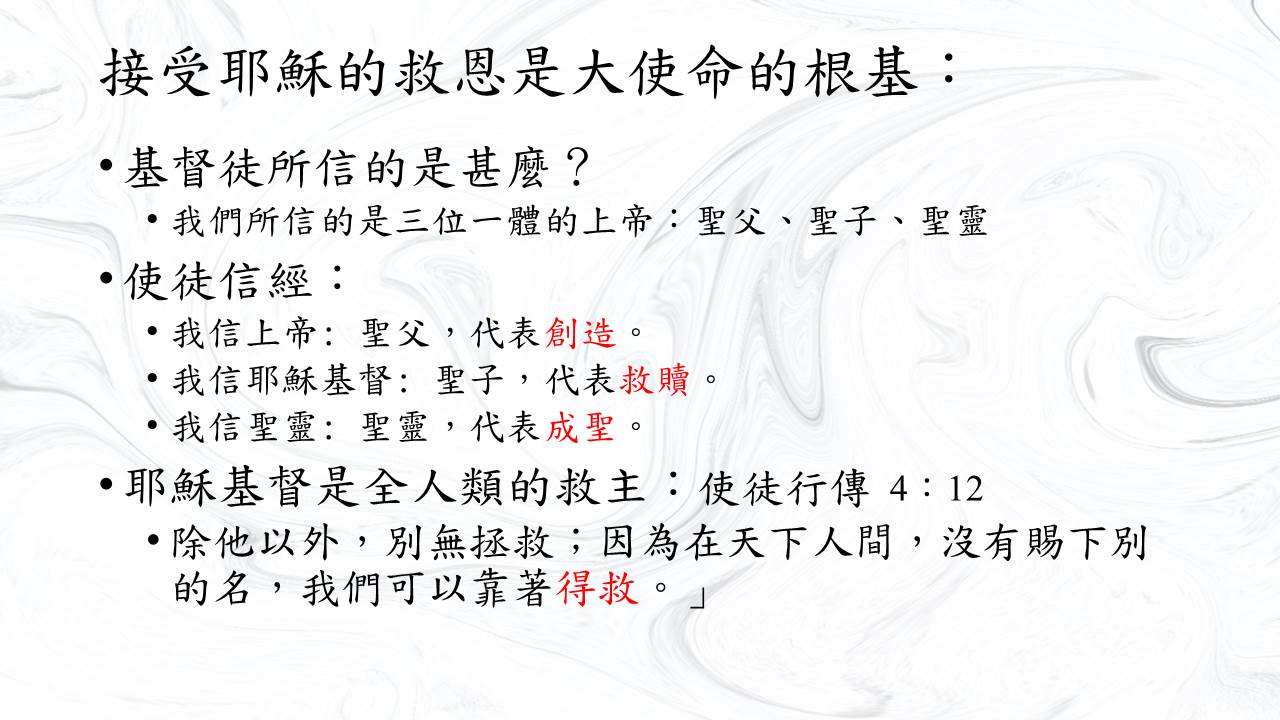 接受耶穌的救恩是大使命的根基：
•基督徒所信的是甚麼？
•我們所信的是三位一體的上帝：聖父、聖子、聖靈
•使徒信經：
•我信上帝: 聖父，代表創造。
•我信耶穌基督: 聖子，代表救贖。
•我信聖靈: 聖靈，代表成聖。
•耶穌基督是全人類的救主：使徒行傳 4：12
•除他以外，別無拯救；因為在天下人間，沒有賜下別
的名，我們可以靠著得救。」